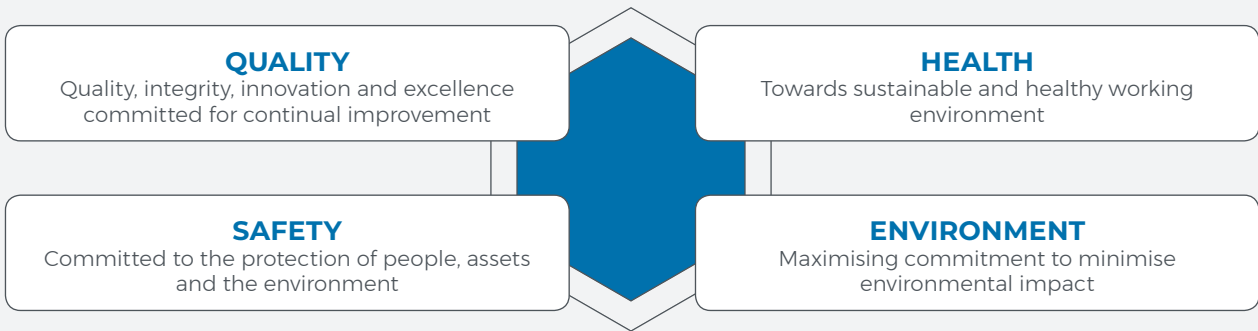 QUALITY
Quality, integrity, innovation and excellence
committed for continual improvement
HEALTH
Towards sustainable and healthy working
environment
SAFETY
Committed to the protection of people, assets
and the environment
ENVIRONMENT
Maximising commitment to minimise
environmental impact